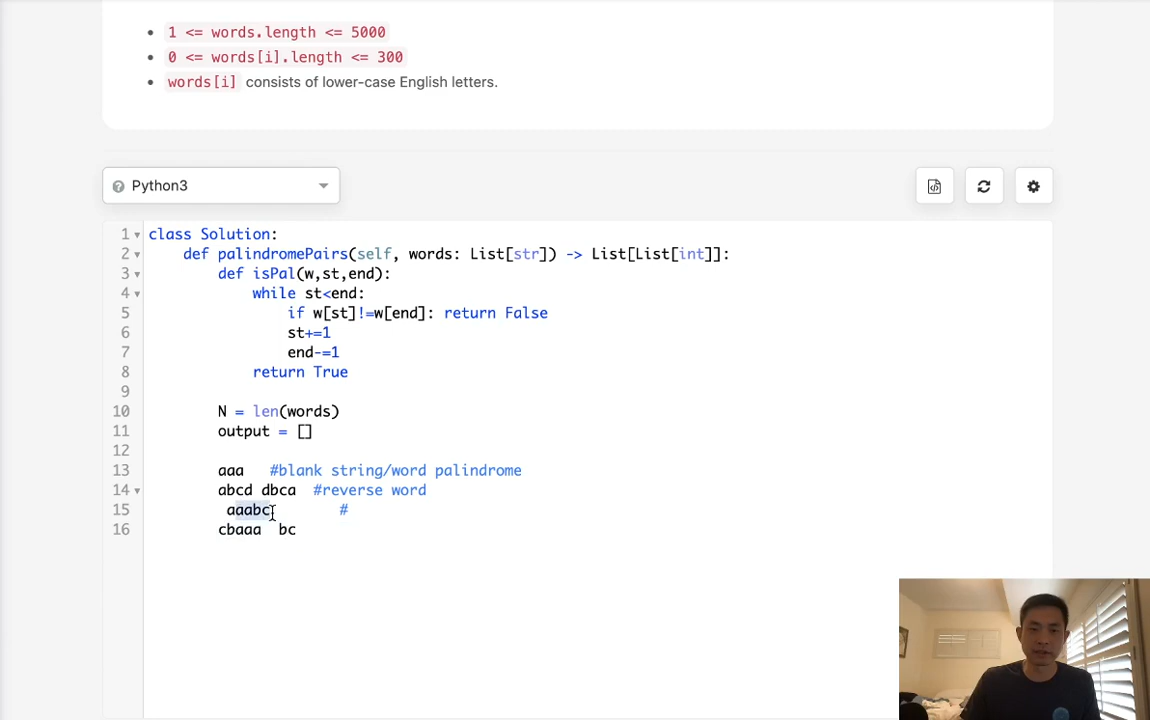 1 <= words.length <= 5000
0 <= words[i].length <= 300
words[i] consists of lower-case English letters.
Python3
1 class Solution:
2 def palindromePairs(self, words: List[str]) -> List[List[int]]:
3 def isPal(w,st,end):
4 while st<end:
5 if w[st]!=w[end]: return False
6 st+=1
7 end-=1
8 return True
9
10 N = len(words)
11 output = []
12
13 aaa #blank string/word palindrome
14 abcd dbca #reverse word
15 aaabc #
16 cbaaa bc